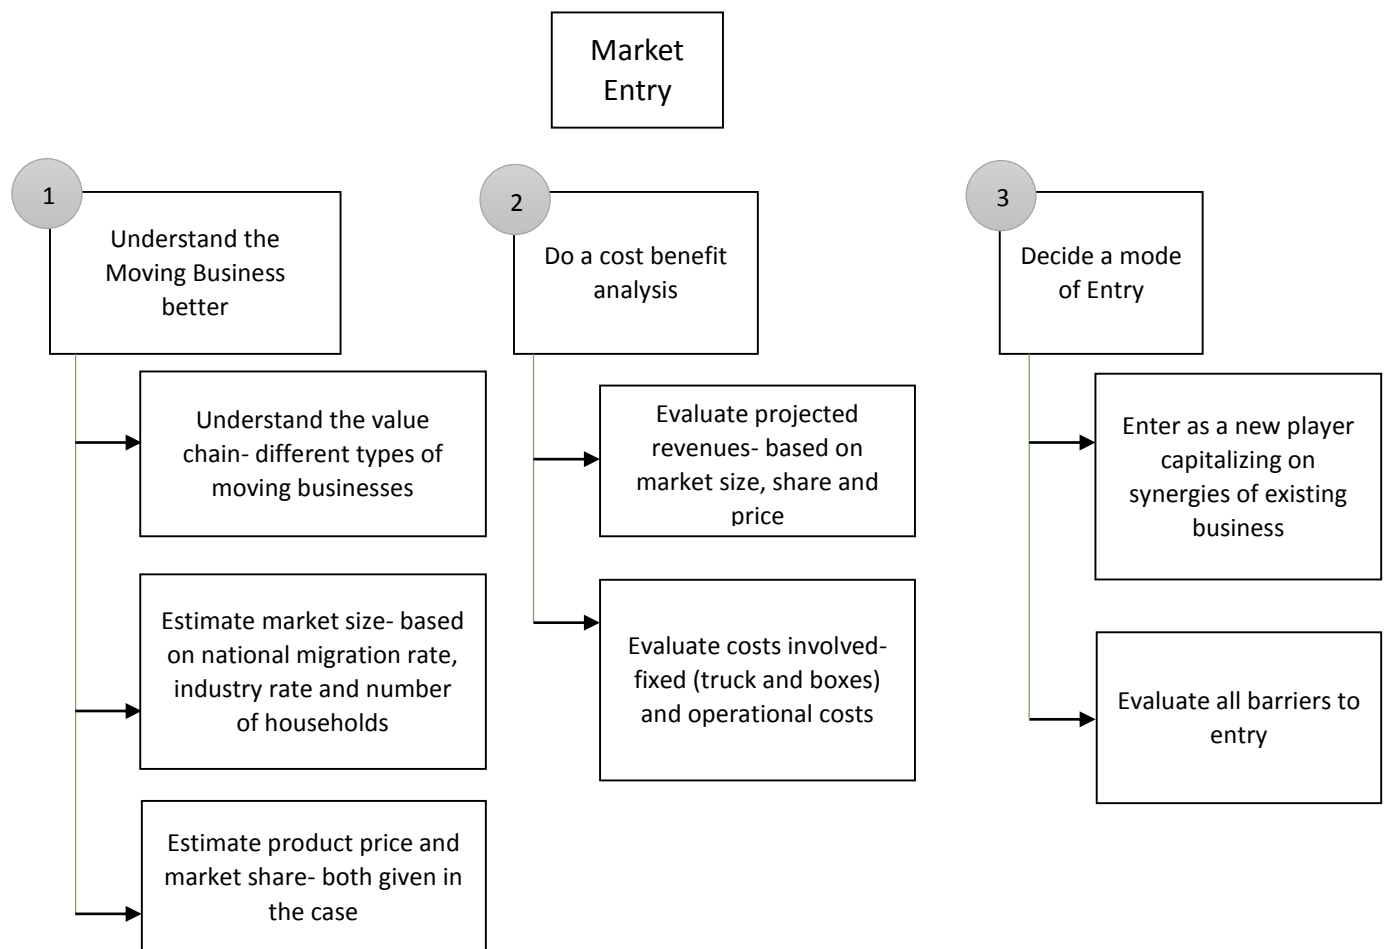 Market
Entry
1
Understand the
Moving Business
better
Understand the value
chain- different types of
moving businesses
Estimate market size- based
on national migration rate,
industry rate and number
of households
Estimate product price and
market share- both given in
the case
2
Do a cost benefit
analysis
Evaluate projected
revenues- based on
market size, share and
price
Evaluate costs involved-
fixed (truck and boxes)
and operational costs
3
Decide a mode
of Entry
Enter as a new player
capitalizing on
synergies of existing
business
Evaluate all barriers to
entry